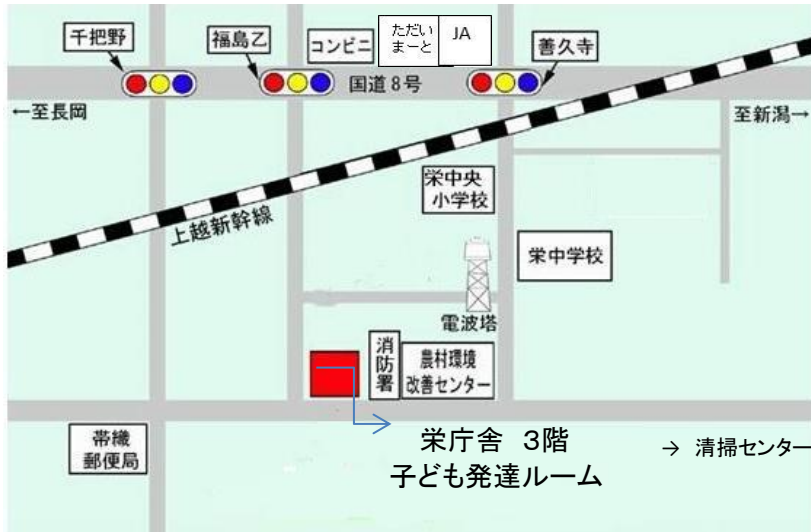 千把野
福島乙
コンビニ
ただい
まーと
JA
善久寺
国道8号
←至長岡
至新潟→
上越新幹線
栄中央
小学校
栄中学校
電波塔
消防署
農村環境
改善センター
帯織
郵便局
栄庁舎 3階
子ども発達ルーム
→ 清掃センター